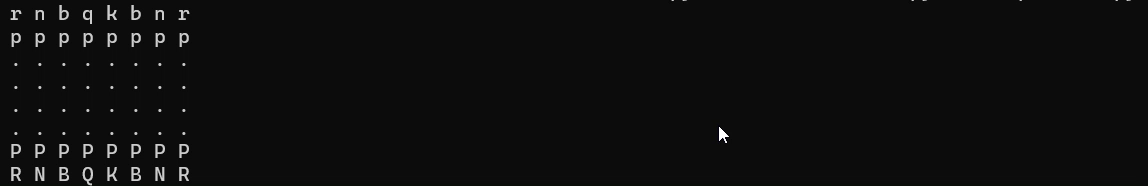 r n b q k b n r
p p p p p p p p
. . . . . . . .
. . . . . . . .
. . . . . . . .
. . . . . . . .
P P P P P P P P
R N B Q K B N R